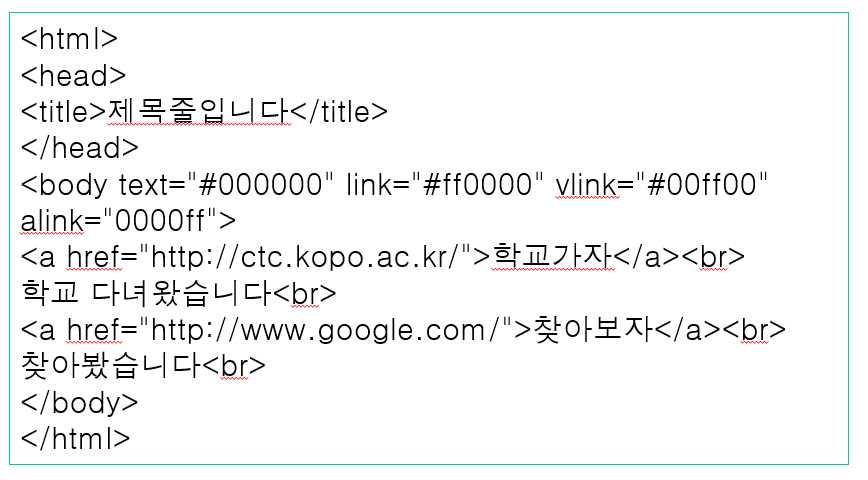 <html>
<head>
<title>제목줄입니다</title>
</head>
<body text="#000000" link="#ff0000" vlink="#00ff00"
alink="0000ff">
<a href="http://ctc.kopo.ac.kr/">학교가자</a><br>
학교 다녀왔습니다<br>
<a href="http://www.google.com/">찾아보자</a><br>
찾아봤습니다<br>
</body>
</html>